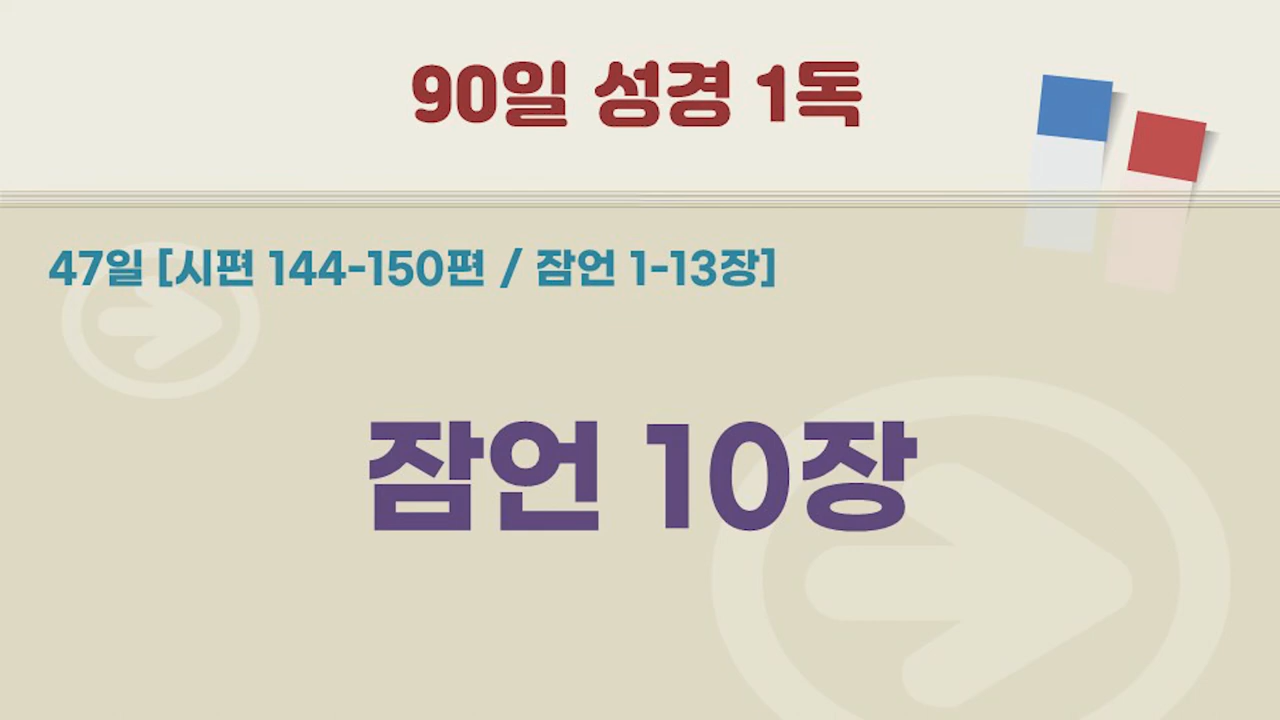 90일 성경 1독
47일 [시편 144-150편 / 잠언 1-13장]
잠언 10장